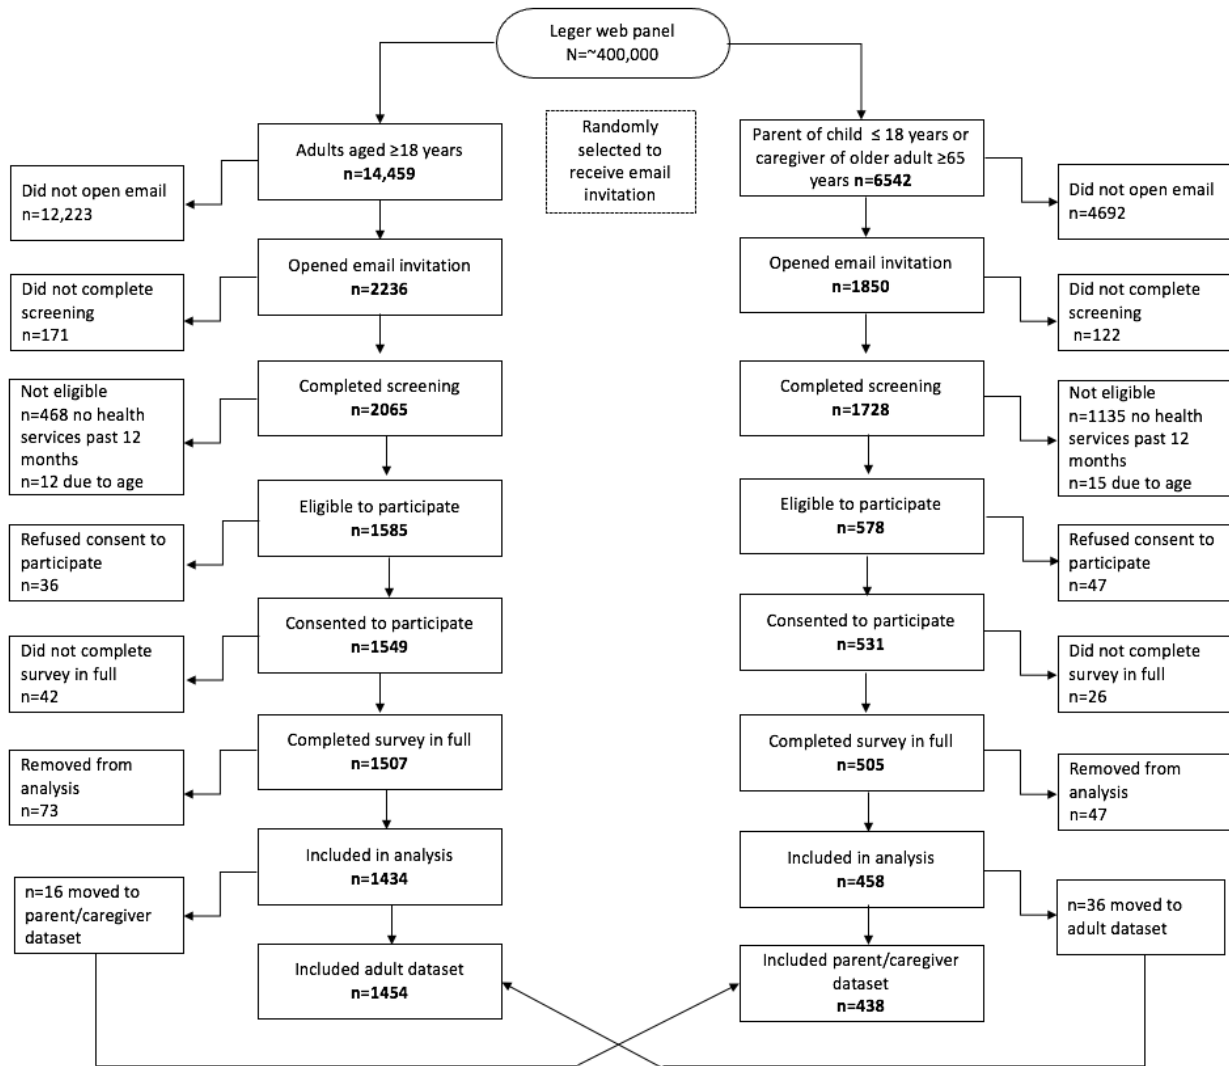 Leger web panel
N=~400,000
Randomly
selected to
receive email
invitation
Adults aged ≥18 years
n=14,459
Parent of child ≤ 18 years or
caregiver of older adult ≥65
years n=6542
Did not open email
n=12,223
Did not open email
n=4692
Opened email invitation
n=2236
Opened email invitation
n=1850
Did not complete
screening
n=171
Did not complete
screening
n=122
Completed screening
n=2065
Completed screening
n=1728
Not eligible
n=468 no health
services past 12
months
n=12 due to age
Not eligible
n=1135 no health
services past 12
months
n=15 due to age
Eligible to participate
n=1585
Eligible to participate
n=578
Refused consent to
participate
n=36
Refused consent to
participate
n=47
Consented to participate
n=1549
Consented to participate
n=531
Did not complete
survey in full
n=42
Did not complete
survey in full
n=26
Completed survey in full
n=1507
Completed survey in full
n=505
Removed from
analysis
n=73
Removed from
analysis
n=47
Included in analysis
n=1434
Included in analysis
n=458
n=16 moved to
parent/caregiver
dataset
n=36 moved to
adult dataset
Included adult dataset
n=1454
Included parent/caregiver
dataset
n=438